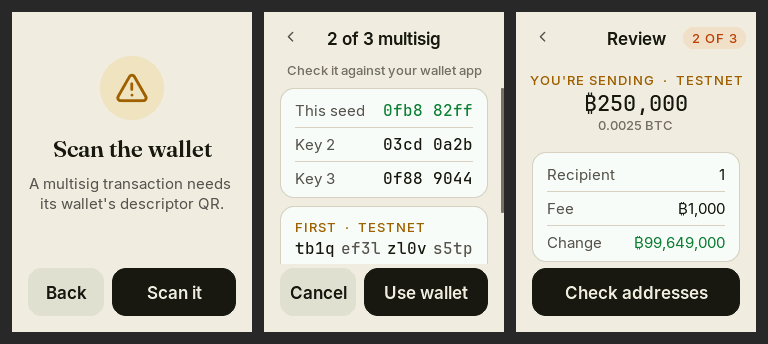 Scan the wallet
A multisig transaction needs
its wallet's descriptor QR.
Back
Scan it
2 of 3 multisig
Check it against your wallet app
This seed 0fb8 82ff
Key 2 03cd 0a2b
Key 3 0f88 9044
FIRST · TESTNET
tb1q ef3l zl0v s5tp
Cancel
Use wallet
Review
2 OF 3
YOU'RE SENDING · TESTNET
₿250,000
0.0025 BTC
Recipient 1
Fee ₿1,000
Change ₿99,649,000
Check addresses